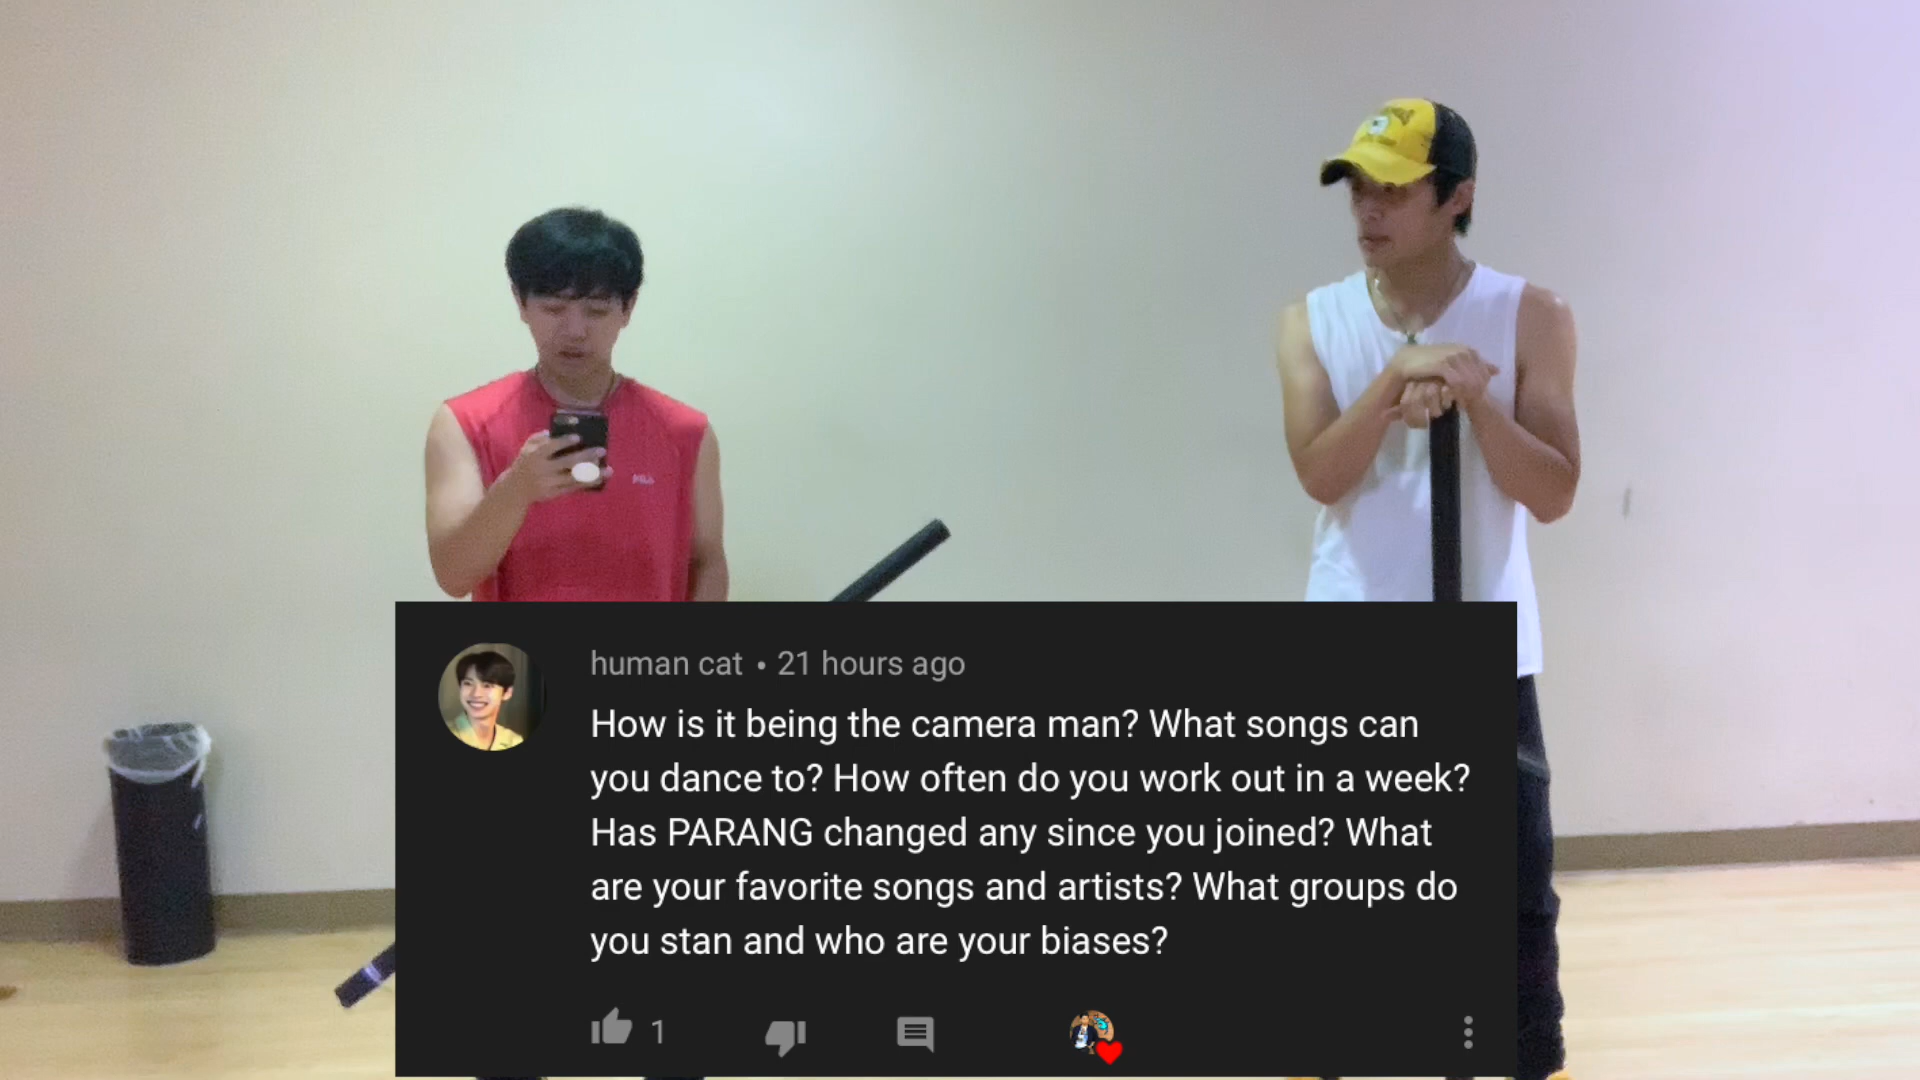 FILA
human cat • 21 hours ago
How is it being the camera man? What songs can
you dance to? How often do you work out in a week?
Has PARANG changed any since you joined? What
are your favorite songs and artists? What groups do
you stan and who are your biases?
1